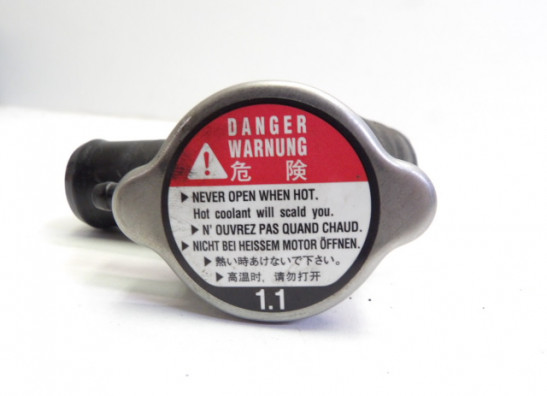 DANGER
WARNUNG
危 険
▶ NEVER OPEN WHEN HOT.
Hot coolant will scald you.
▶ N' OUVREZ PAS QUAND CHAUD.
▶ NICHT BEI HEISSEM MOTOR ÖFFNEN.
▶ 熱い時あけないで下さい。
▶ 高温时，请勿打开
1.1